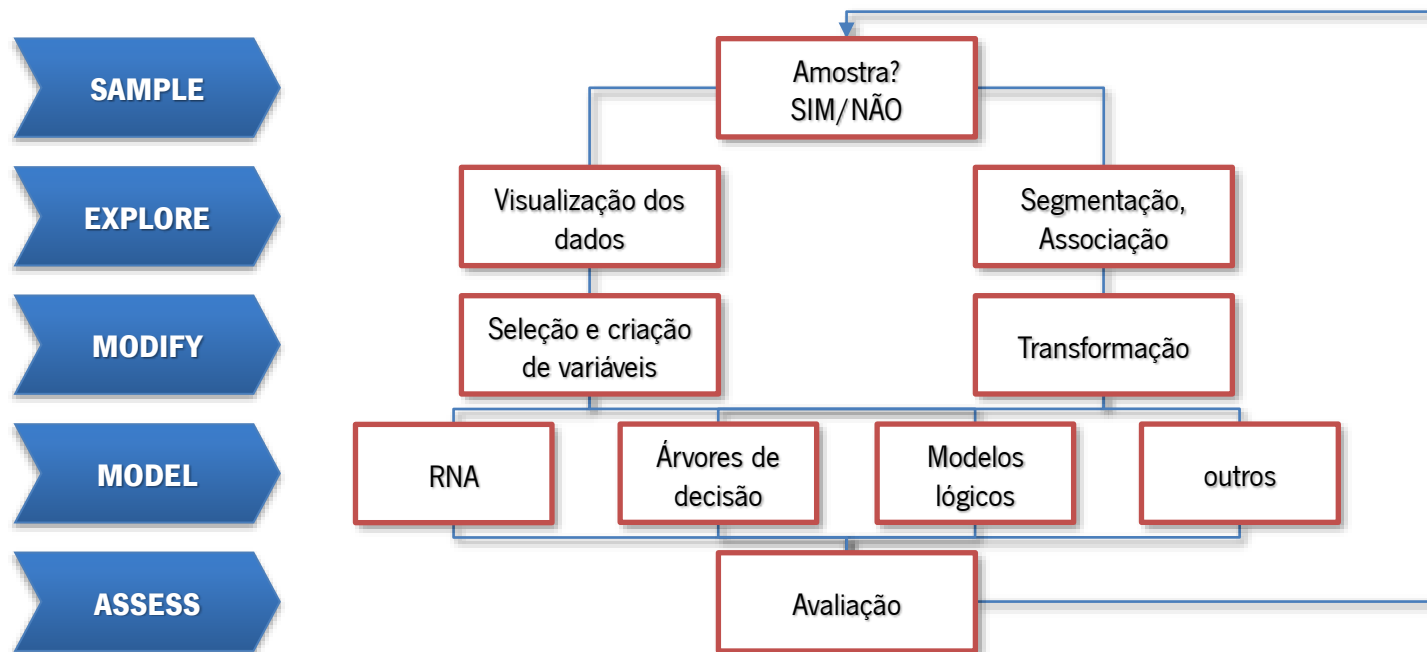 SAMPLE
Amostra?
SIM/NÃO
EXPLORE
Visualização dos
dados
Segmentação,
Associação
MODIFY
Seleção e criação
de variáveis
Transformação
MODEL
RNA
Árvores de
decisão
Modelos
lógicos
outros
ASSESS
Avaliação